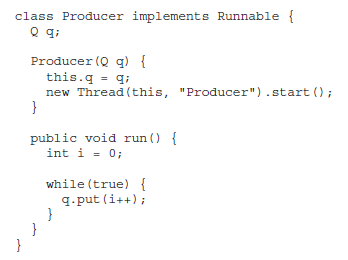 class Producer implements Runnable {
  Q q;

  Producer(Q q) {
    this.q = q;
    new Thread(this, "Producer").start();
  }

  public void run() {
    int i = 0;

    while(true) {
      q.put(i++);
    }
  }
}